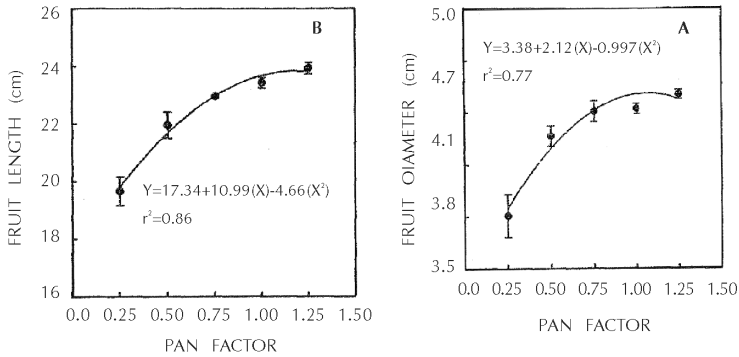 B
FRUIT LENGTH (cm)
26
24
22
20
18
16
Y=17.34+10.99(X)-4.66(X²)
r²=0.86
0.0 0.25 0.50 0.75 1.00 1.25 1.50
PAN FACTOR
A
FRUIT OIAMETER (cm)
5.0
4.7
4.1
3.8
3.5
Y=3.38+2.12(X)-0.997(X²)
r²=0.77
0.0 0.25 0.50 0.75 1.00 1.25 1.50
PAN FACTOR